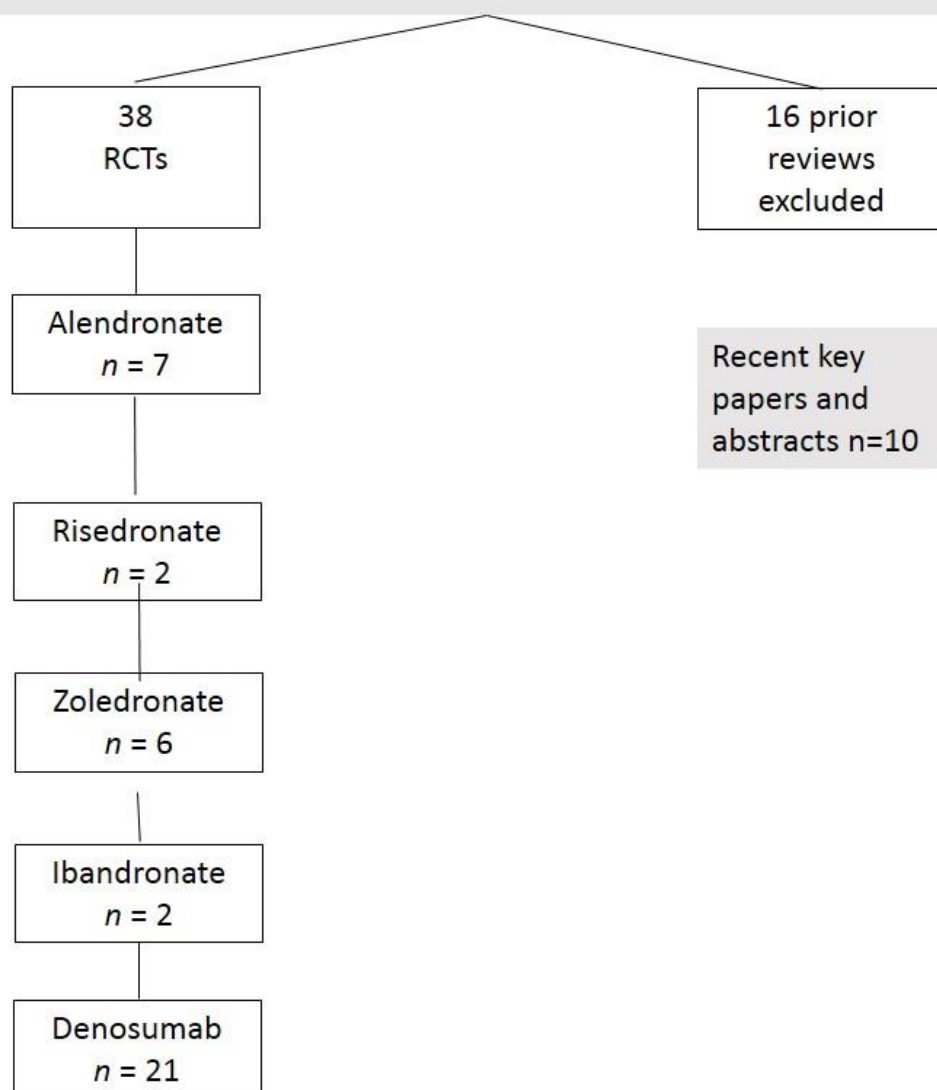 38
RCTs
16 prior
reviews
excluded
Alendronate
n = 7
Recent key
papers and
abstracts n=10
Risedronate
n = 2
Zoledronate
n = 6
Ibandronate
n = 2
Denosumab
n = 21